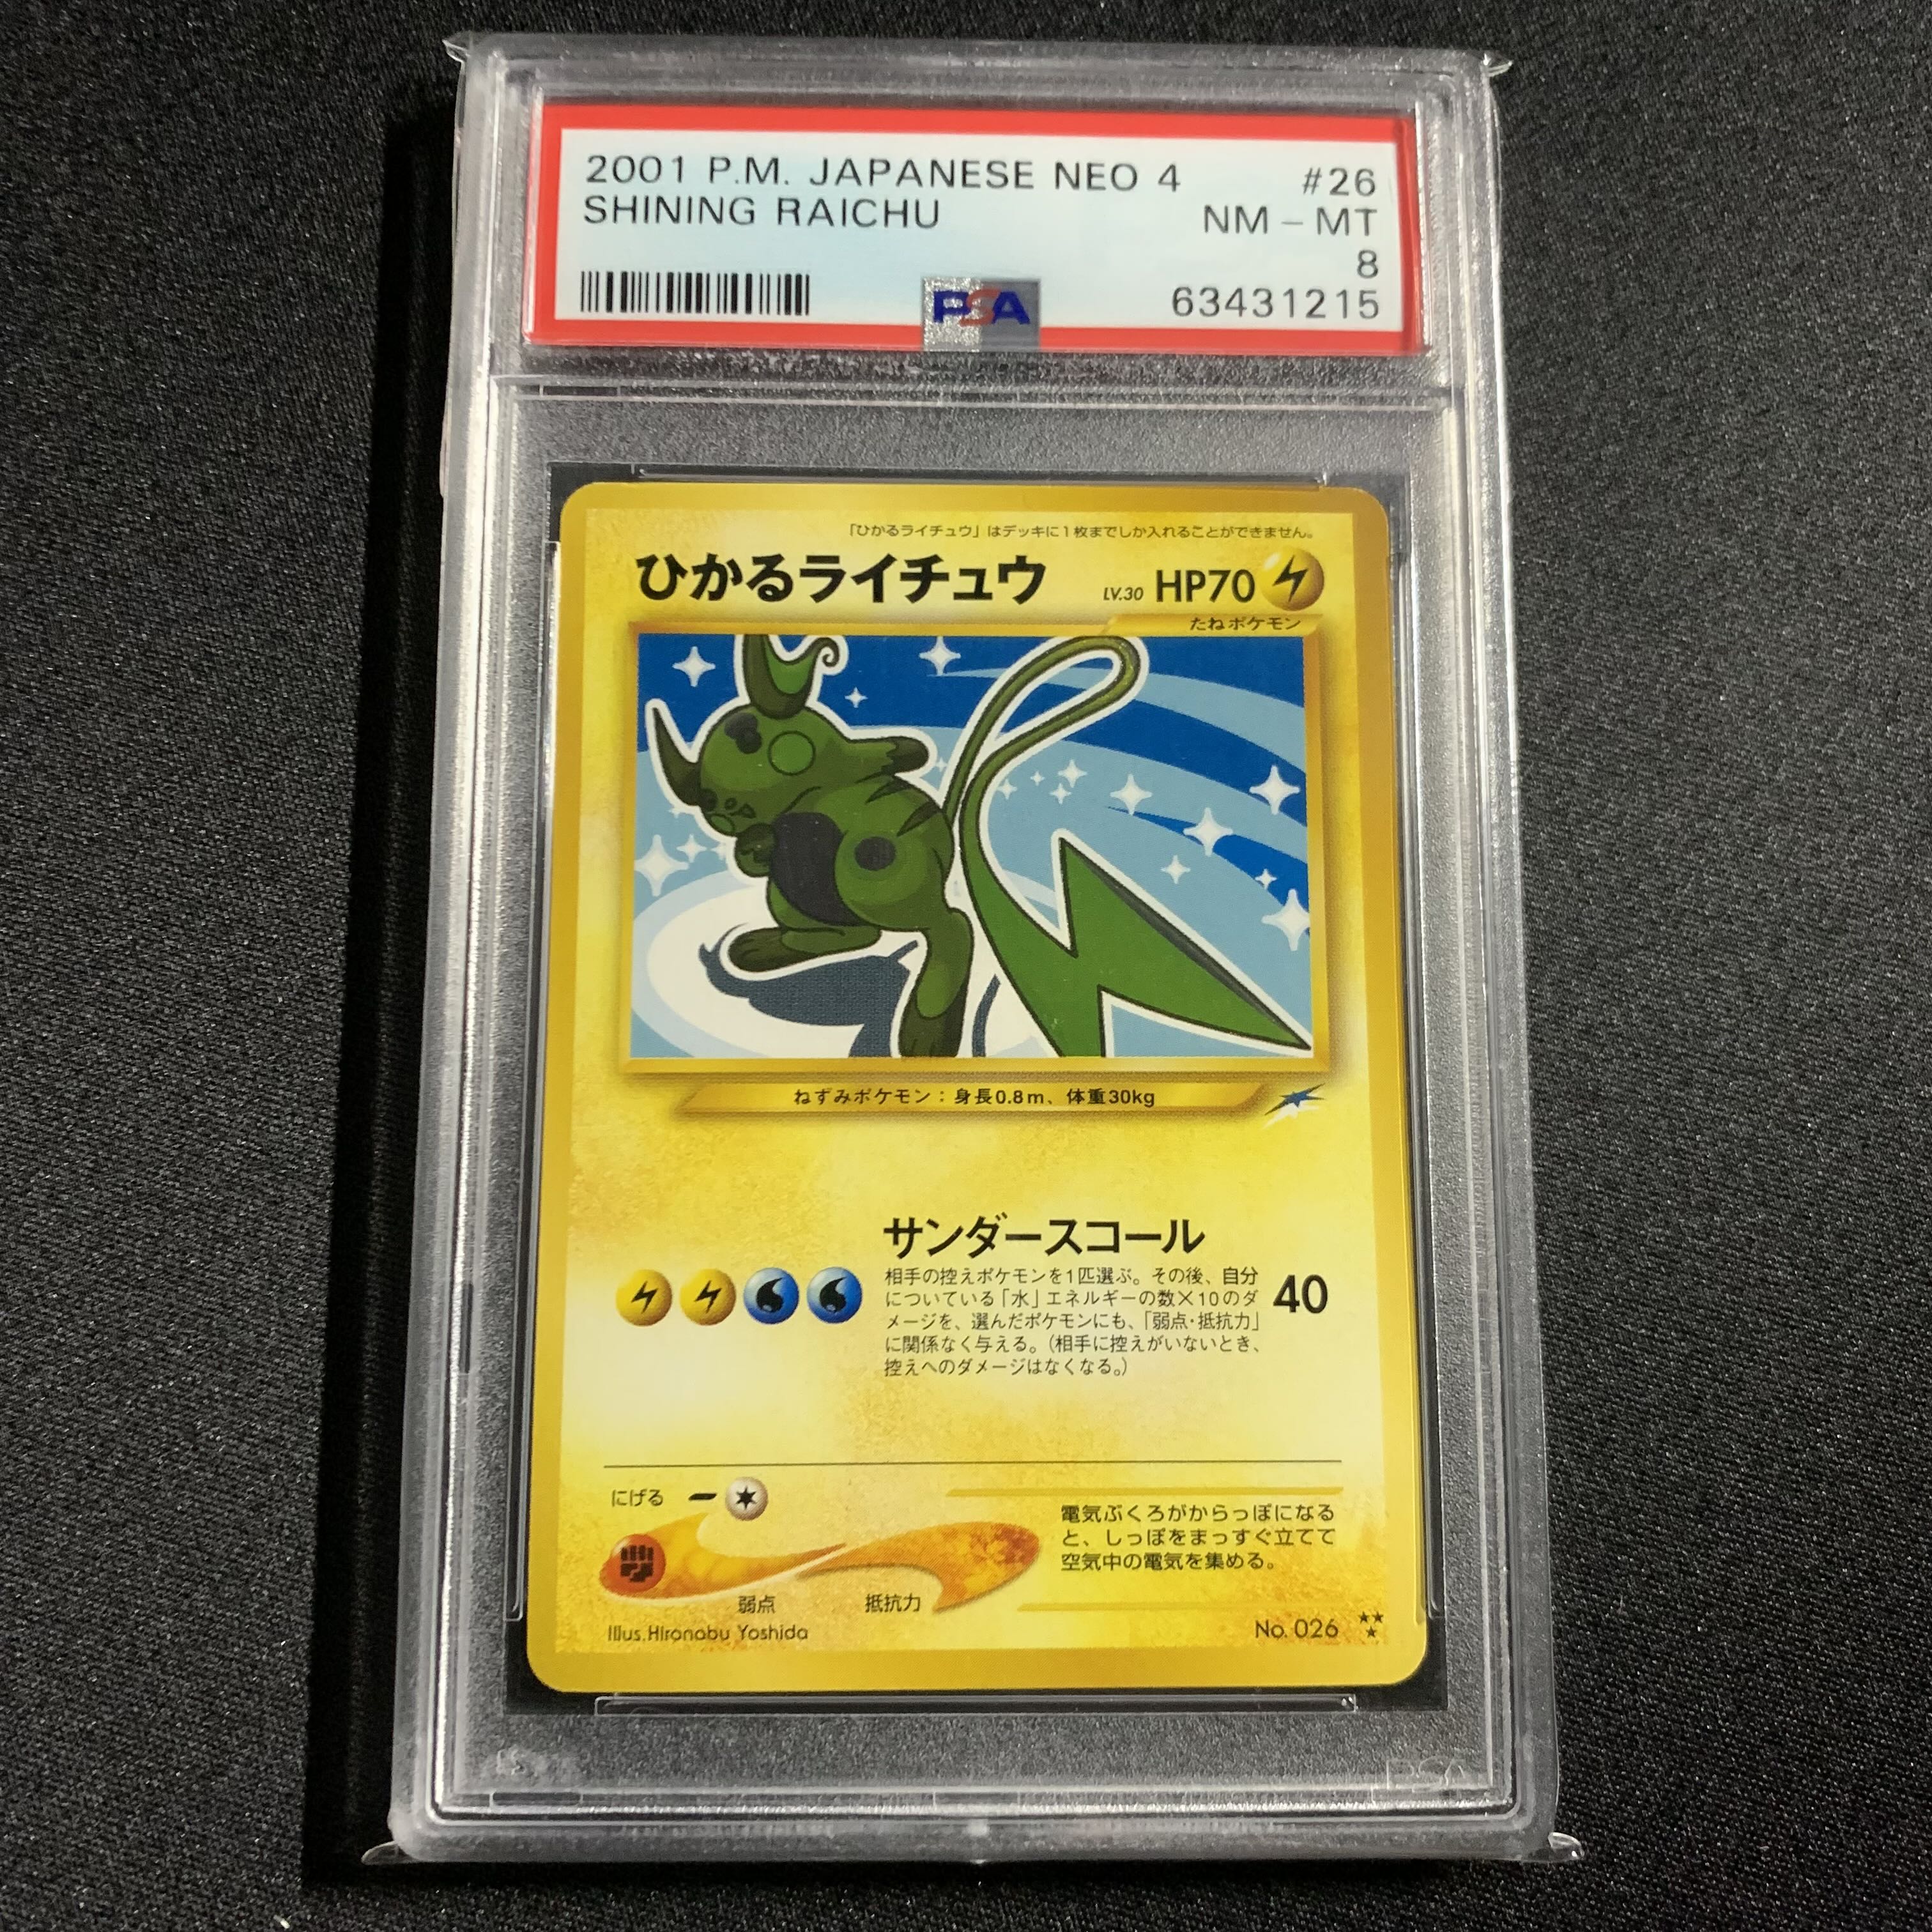 2001 P.M. JAPANESE NEO 4 #26
SHINING RAICHU NM - MT
8
PSA 63431215
「ひかるライチュウ」はデッキに1枚までしか入れることができません。
ひかるライチュウ LV.30 HP70
たねポケモン
ねずみポケモン：身長0.8m、体重30kg
サンダースコール
相手の控えポケモンを1匹選ぶ。その後、自分
についている「水」エネルギーの数×10のダ
メージを、選んだポケモンにも、「弱点・抵抗力」
に関係なく与える。(相手に控えがいないとき、
控えへのダメージはなくなる。)
40
にげる
電気ぶくろがからっぽになる
と、しっぽをまっすぐ立てて
空気中の電気を集める。
弱点 抵抗力
Illus.Hironobu Yoshida No. 026
PSA